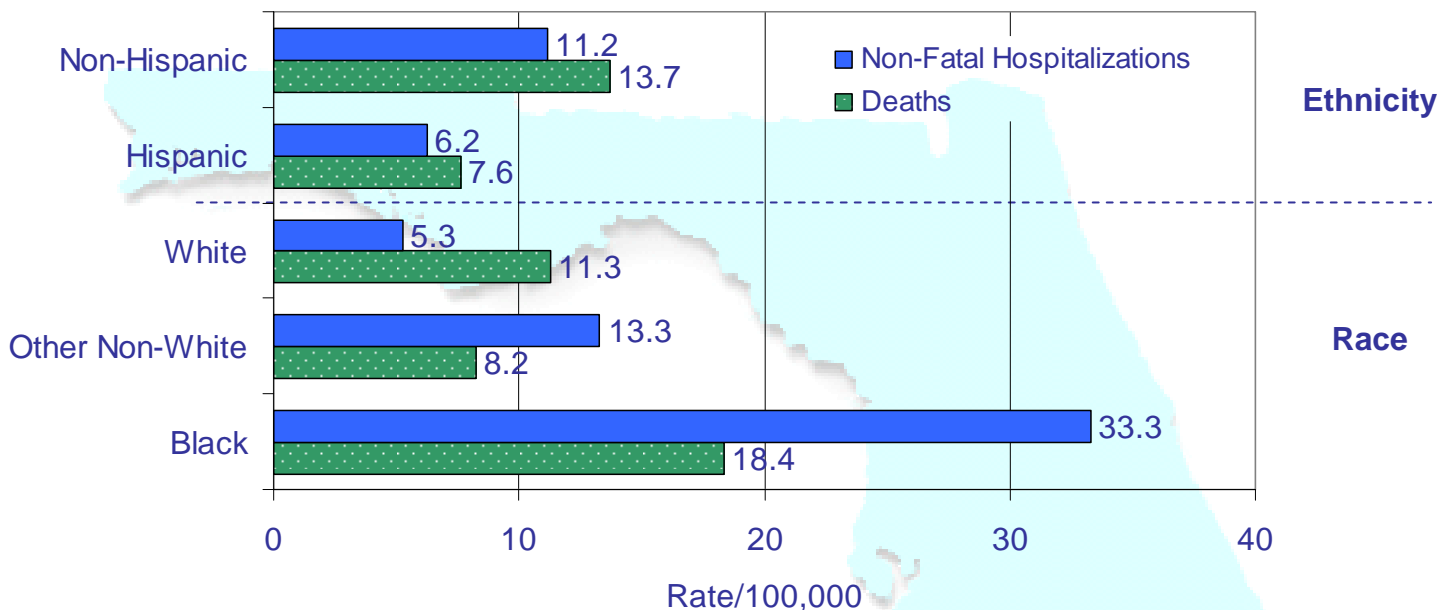 Non-Hispanic
11.2
13.7
Non-Fatal Hospitalizations
Deaths
Ethnicity
Hispanic
6.2
7.6
White
5.3
11.3
Other Non-White
13.3
8.2
Race
Black
33.3
18.4
0 10 20 30 40
Rate/100,000